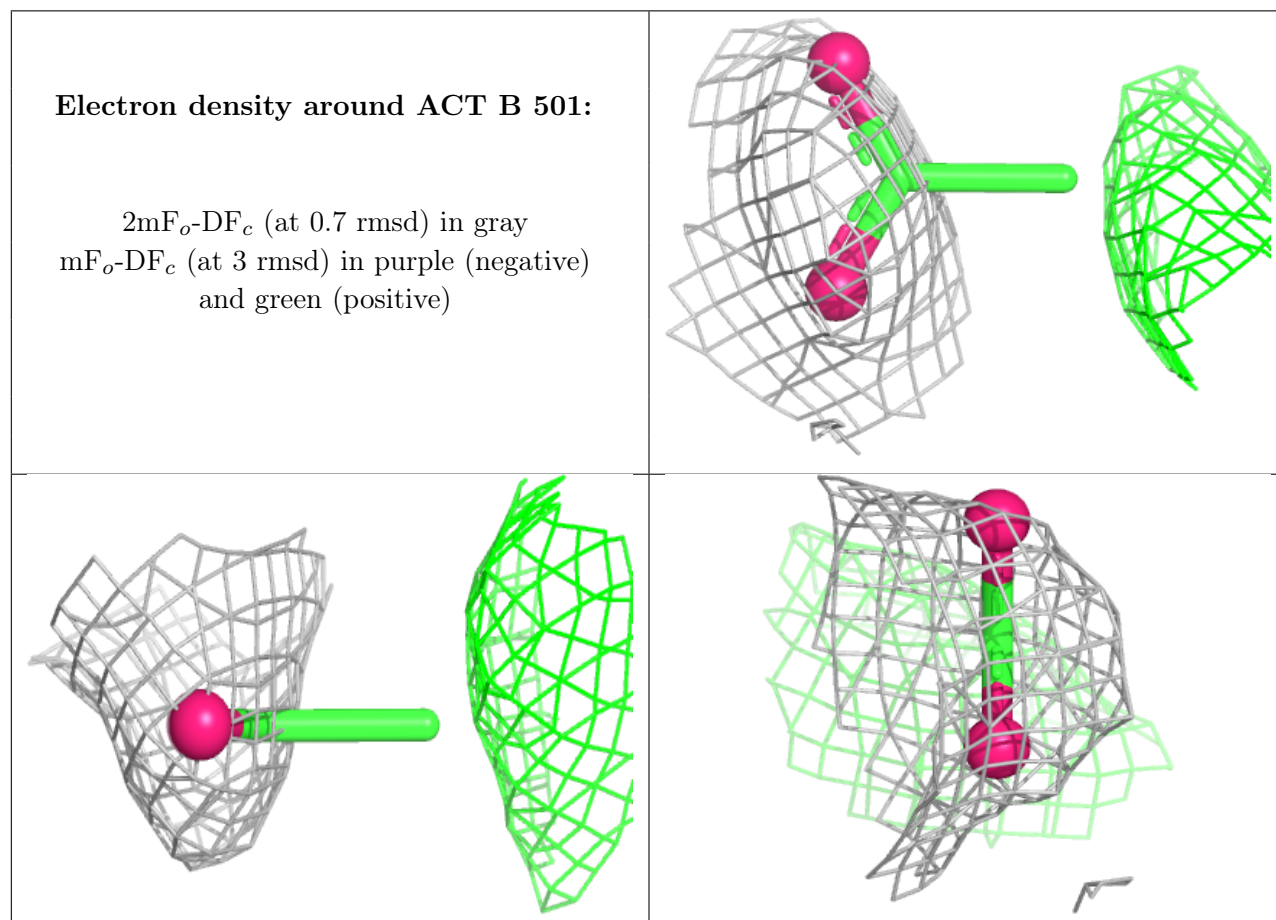 Electron density around ACT B 501:
2mFo-DFc (at 0.7 rmsd) in gray
mFo-DFc (at 3 rmsd) in purple (negative)
and green (positive)